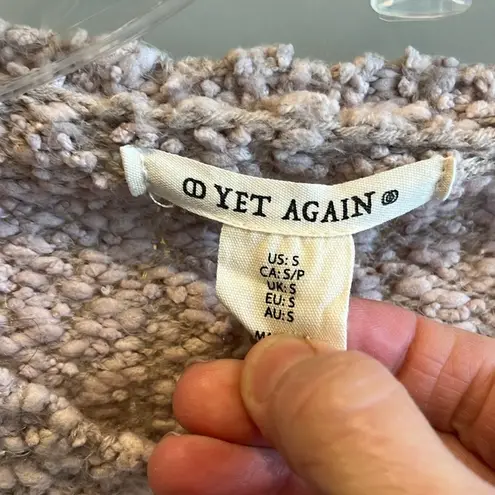 YET AGAIN
US: S
CA: S/P
UK: S
EU: S
AU: S